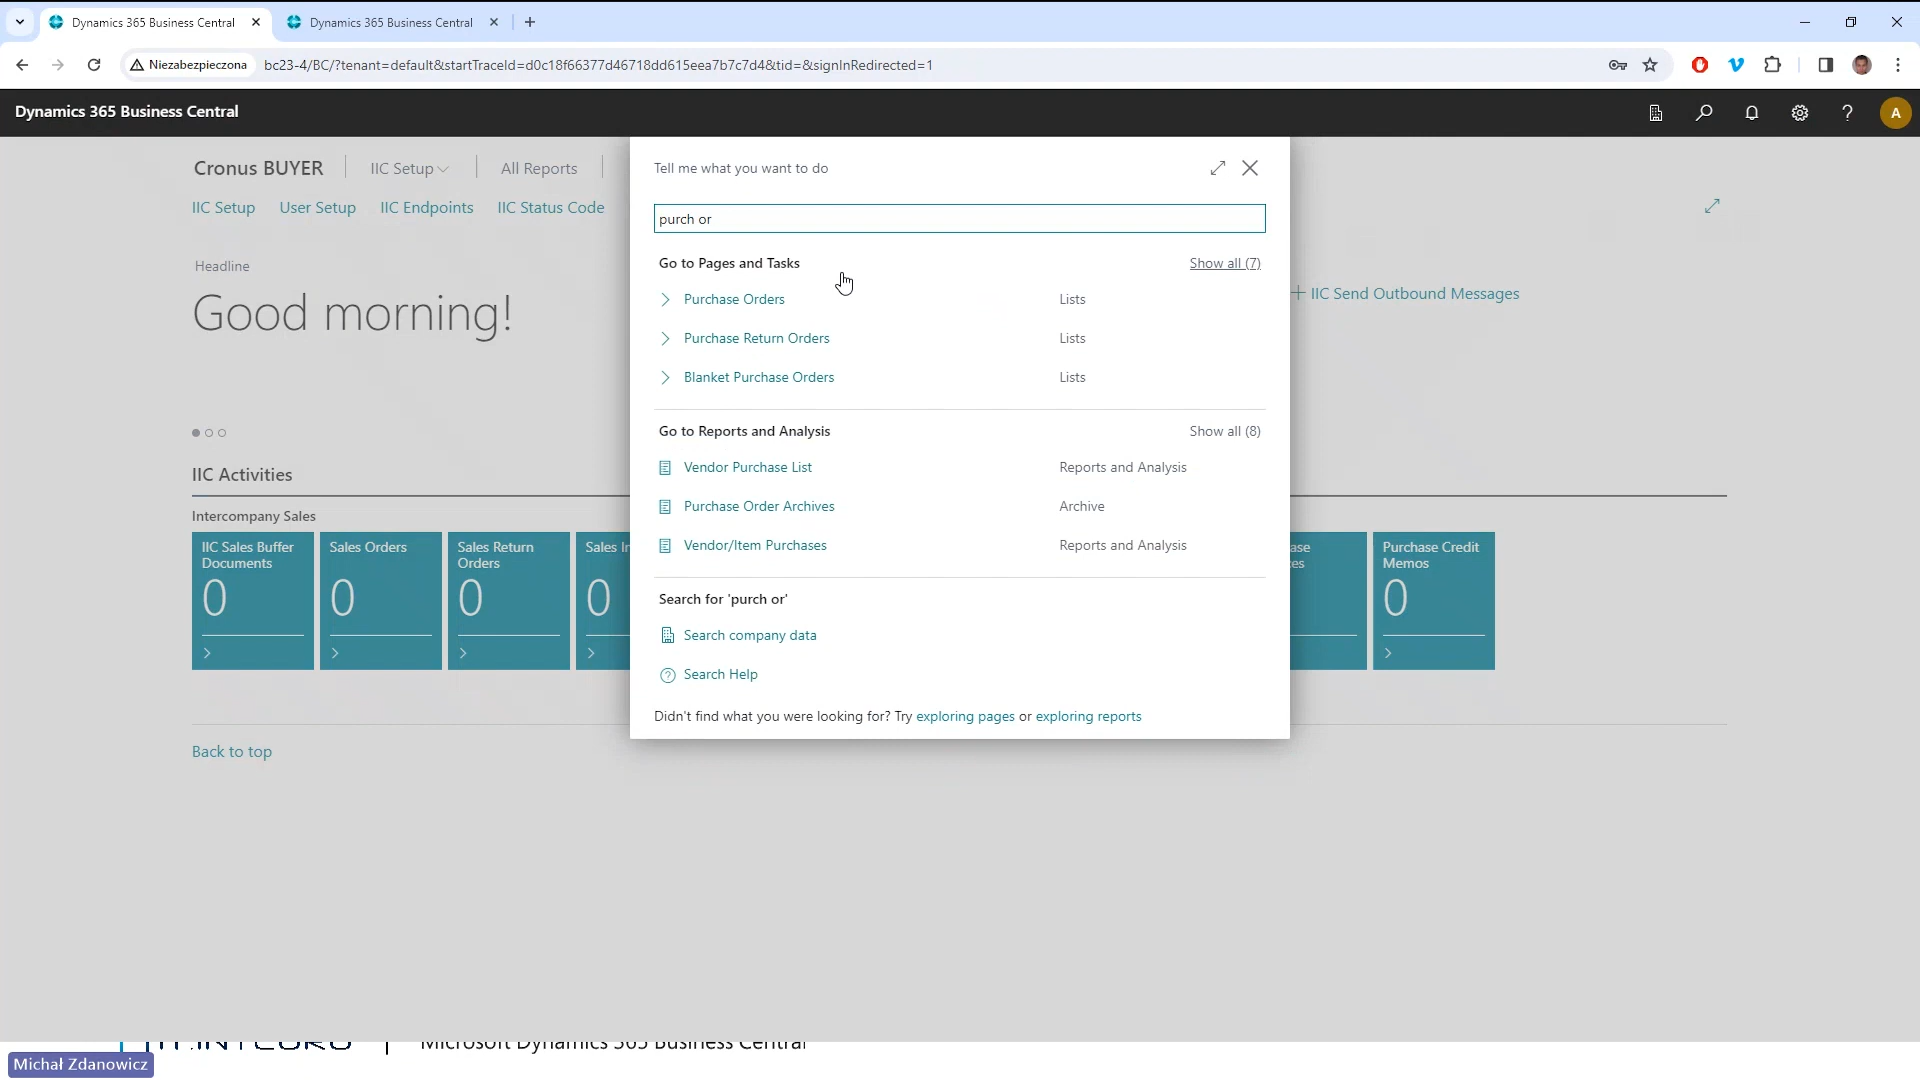 Dynamics 365 Business Central
Dynamics 365 Business Central
Niezabezpieczona
bc23-4/BC/?tenant=default&startTraceId=d0c18f66377d46718dd615eea7b7c7d4&tid=&signInRedirected=1
Dynamics 365 Business Central
A
Cronus BUYER
IIC Setup
All Reports
IIC Setup
User Setup
IIC Endpoints
IIC Status Code
Headline
Good morning!
IIC Send Outbound Messages
Tell me what you want to do
purch or
Go to Pages and Tasks
Show all (7)
Purchase Orders
Lists
Purchase Return Orders
Lists
Blanket Purchase Orders
Lists
Go to Reports and Analysis
Show all (8)
Vendor Purchase List
Reports and Analysis
Purchase Order Archives
Archive
Vendor/Item Purchases
Reports and Analysis
Search for 'purch or'
Search company data
Search Help
Didn't find what you were looking for? Try exploring pages or exploring reports
IIC Activities
Intercompany Sales
IIC Sales Buffer
Documents
0
Sales Orders
0
Sales Return
Orders
0
Sales
0
Purchase Credit
Memos
0
Back to top
Microsoft Dynamics 365 Business Central
Michał Zdanowicz